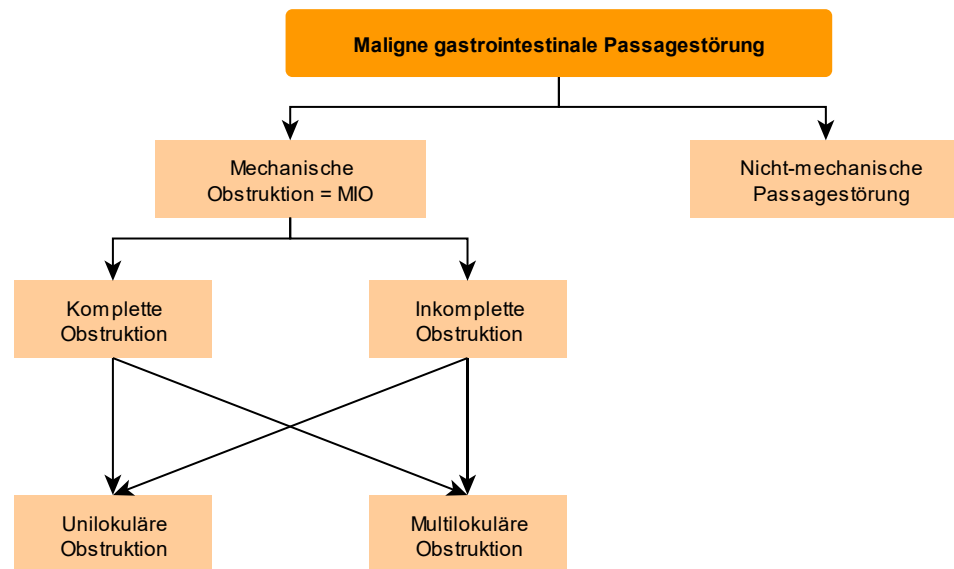 Maligne gastrointestinale Passagestörung
Mechanische
Obstruktion = MIO
Nicht-mechanische
Passagestörung
Komplette
Obstruktion
Inkomplette
Obstruktion
Unilokuläre
Obstruktion
Multilokuläre
Obstruktion